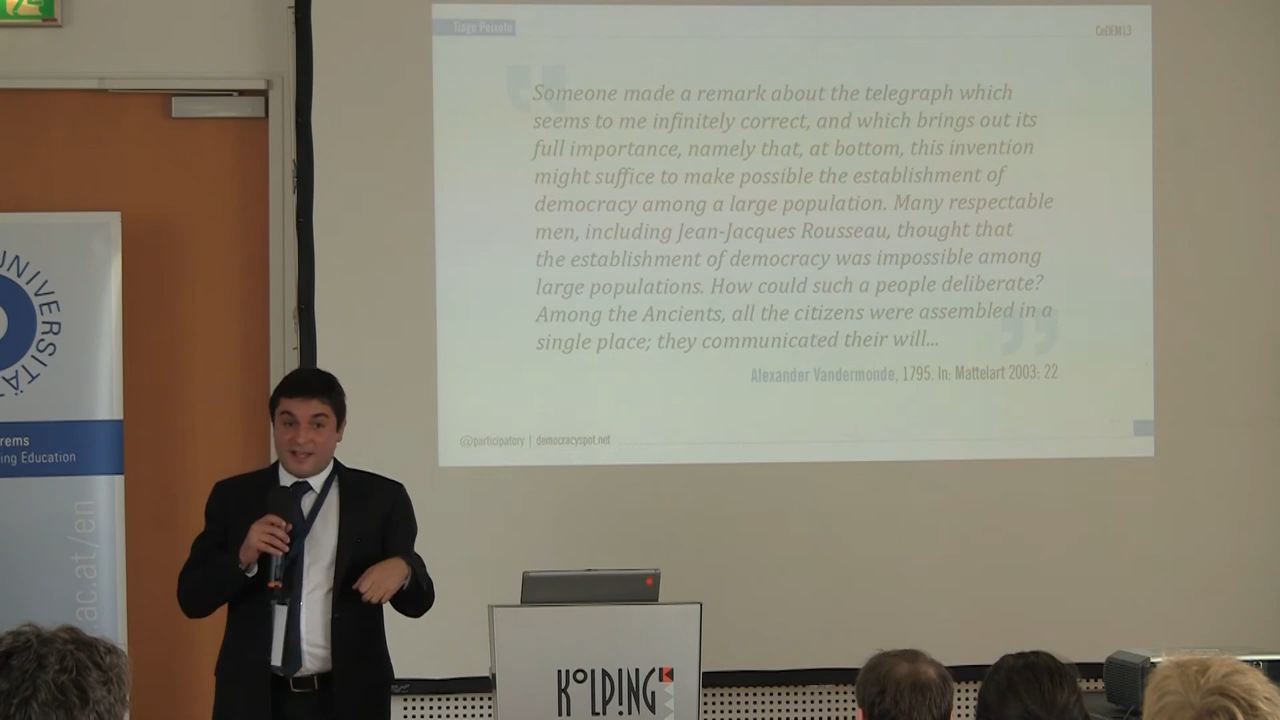 Tiago Peixoto
CeDEM13
Someone made a remark about the telegraph which
seems to me infinitely correct, and which brings out its
full importance, namely that, at bottom, this invention
might suffice to make possible the establishment of
democracy among a large population. Many respectable
men, including Jean-Jacques Rousseau, thought that
the establishment of democracy was impossible among
large populations. How could such a people deliberate?
Among the Ancients, all the citizens were assembled in a
single place; they communicated their will...
Alexander Vandermonde, 1795. In: Mattelart 2003: 22
@participatory | democracyspot.net
UNIVERSITÄ
rems
ing Education
ac.at/en
KOLPING